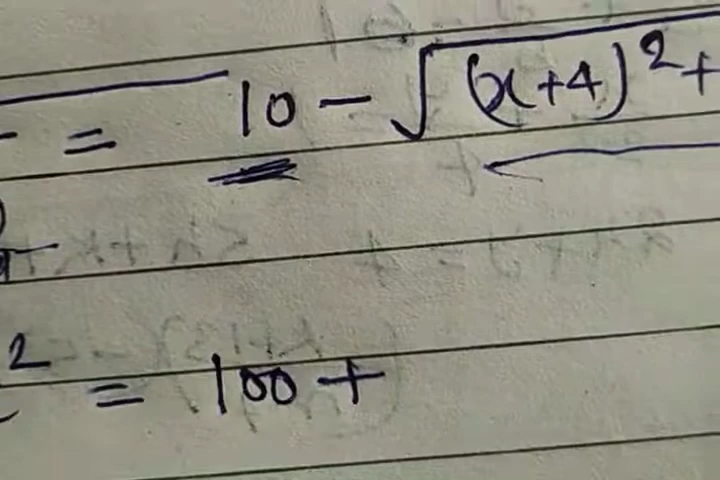 = 10 - √(x+4)² +
² = 100 +